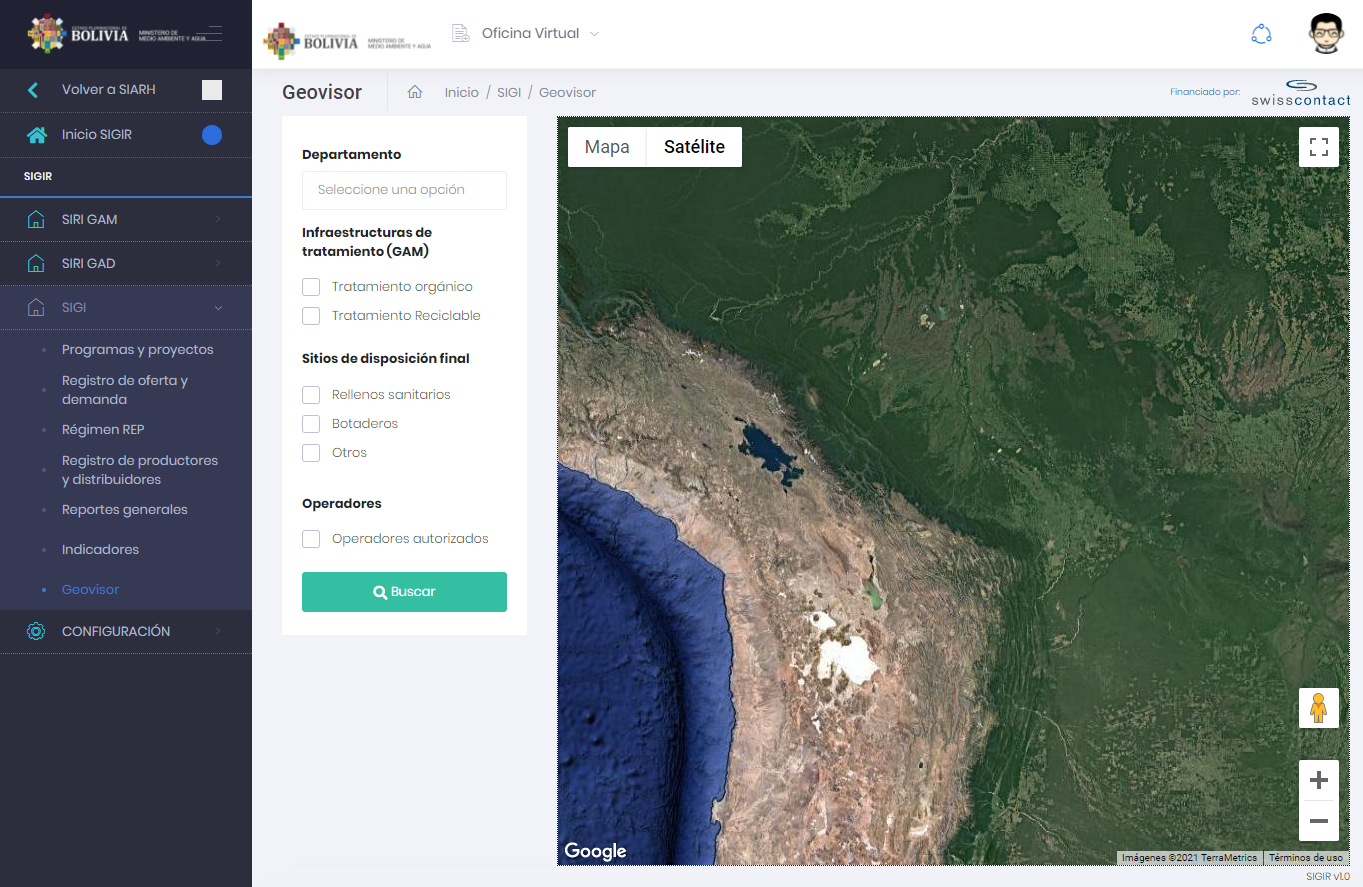 ESTADO PLURINACIONAL DE
BOLIVIA
MINISTERIO DE
MEDIO AMBIENTE Y AGUA
Volver a SIARH
Inicio SIGIR
SIGIR
SIRI GAM
SIRI GAD
SIGI
Programas y proyectos
Registro de oferta y
demanda
Régimen REP
Registro de productores
y distribuidores
Reportes generales
Indicadores
Geovisor
CONFIGURACIÓN
ESTADO PLURINACIONAL DE
BOLIVIA
MINISTERIO DE
MEDIO AMBIENTE Y AGUA
Oficina Virtual
Geovisor
Inicio / SIGI / Geovisor
Financiado por:
swisscontact
Departamento
Seleccione una opción
Infraestructuras de
tratamiento (GAM)
Tratamiento orgánico
Tratamiento Reciclable
Sitios de disposición final
Rellenos sanitarios
Botaderos
Otros
Operadores
Operadores autorizados
Buscar
Mapa
Satélite
Google
Imágenes ©2021 TerraMetrics
Términos de uso
SIGIR v1.0